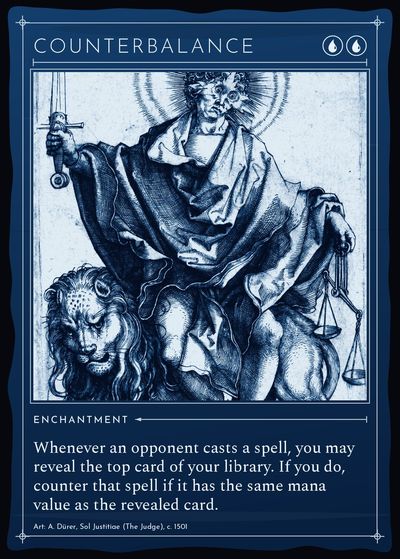 COUNTERBALANCE
ENCHANTMENT
Whenever an opponent casts a spell, you may
reveal the top card of your library. If you do,
counter that spell if it has the same mana
value as the revealed card.
Art: A. Dürer, Sol Justitiae (The Judge), c. 1501